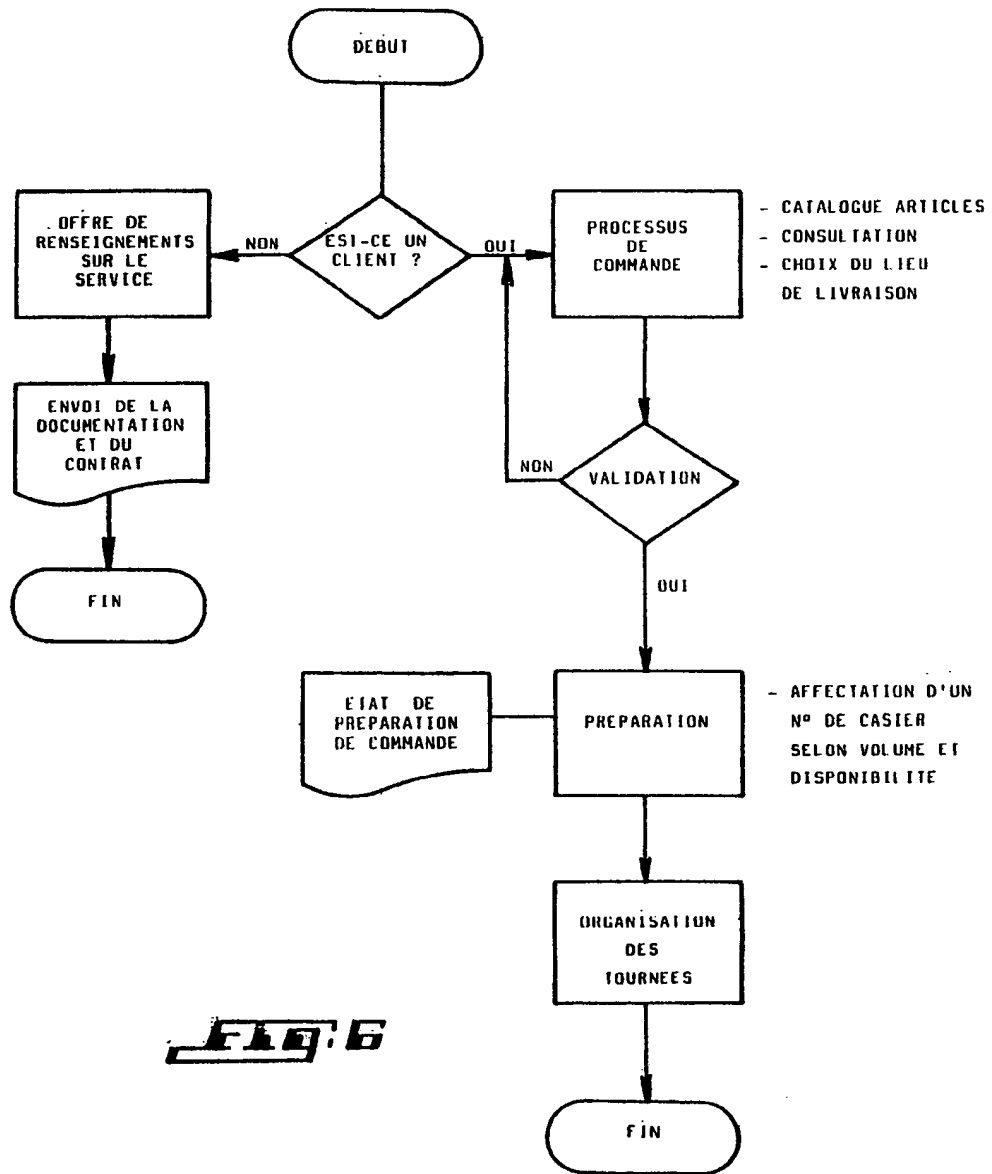 DEBUT
OFFRE DE
RENSEIGNEMENTS
SUR LE
SERVICE
NON
EST-CE UN
CLIENT ?
OUI
PROCESSUS
DE
COMMANDE
- CATALOGUE ARTICLES
- CONSULTATION
- CHOIX DU LIEU
DE LIVRAISON
ENVOI DE LA
DOCUMENTATION
ET DU
CONTRAT
NON
VALIDATION
FIN
OUI
ETAT DE
PREPARATION
DE COMMANDE
PREPARATION
- AFFECTATION D'UN
Nº DE CASIER
SELON VOLUME ET
DISPONIBILITE
ORGANISATION
DES
TOURNEES
Fig. 6
FIN